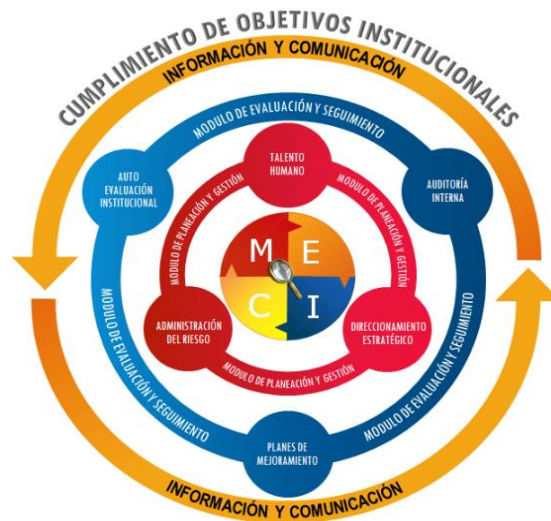 CUMPLIMIENTO DE OBJETIVOS INSTITUCIONALES
INFORMACIÓN Y COMUNICACIÓN
MODULO DE EVALUACIÓN Y SEGUIMIENTO
TALENTO
HUMANO
AUTO
EVALUACIÓN
INSTITUCIONAL
AUDITORÍA
INTERNA
MODULO DE PLANEACIÓN Y GESTIÓN
MODULO DE PLANEACIÓN Y GESTIÓN
M E
C I
ADMINISTRACIÓN
DEL RIESGO
DIRECCIONAMIENTO
ESTRATÉGICO
MODULO DE PLANEACIÓN Y GESTIÓN
MODULO DE EVALUACIÓN Y SEGUIMIENTO
MODULO DE EVALUACIÓN Y SEGUIMIENTO
PLANES DE
MEJORAMIENTO
INFORMACIÓN Y COMUNICACIÓN